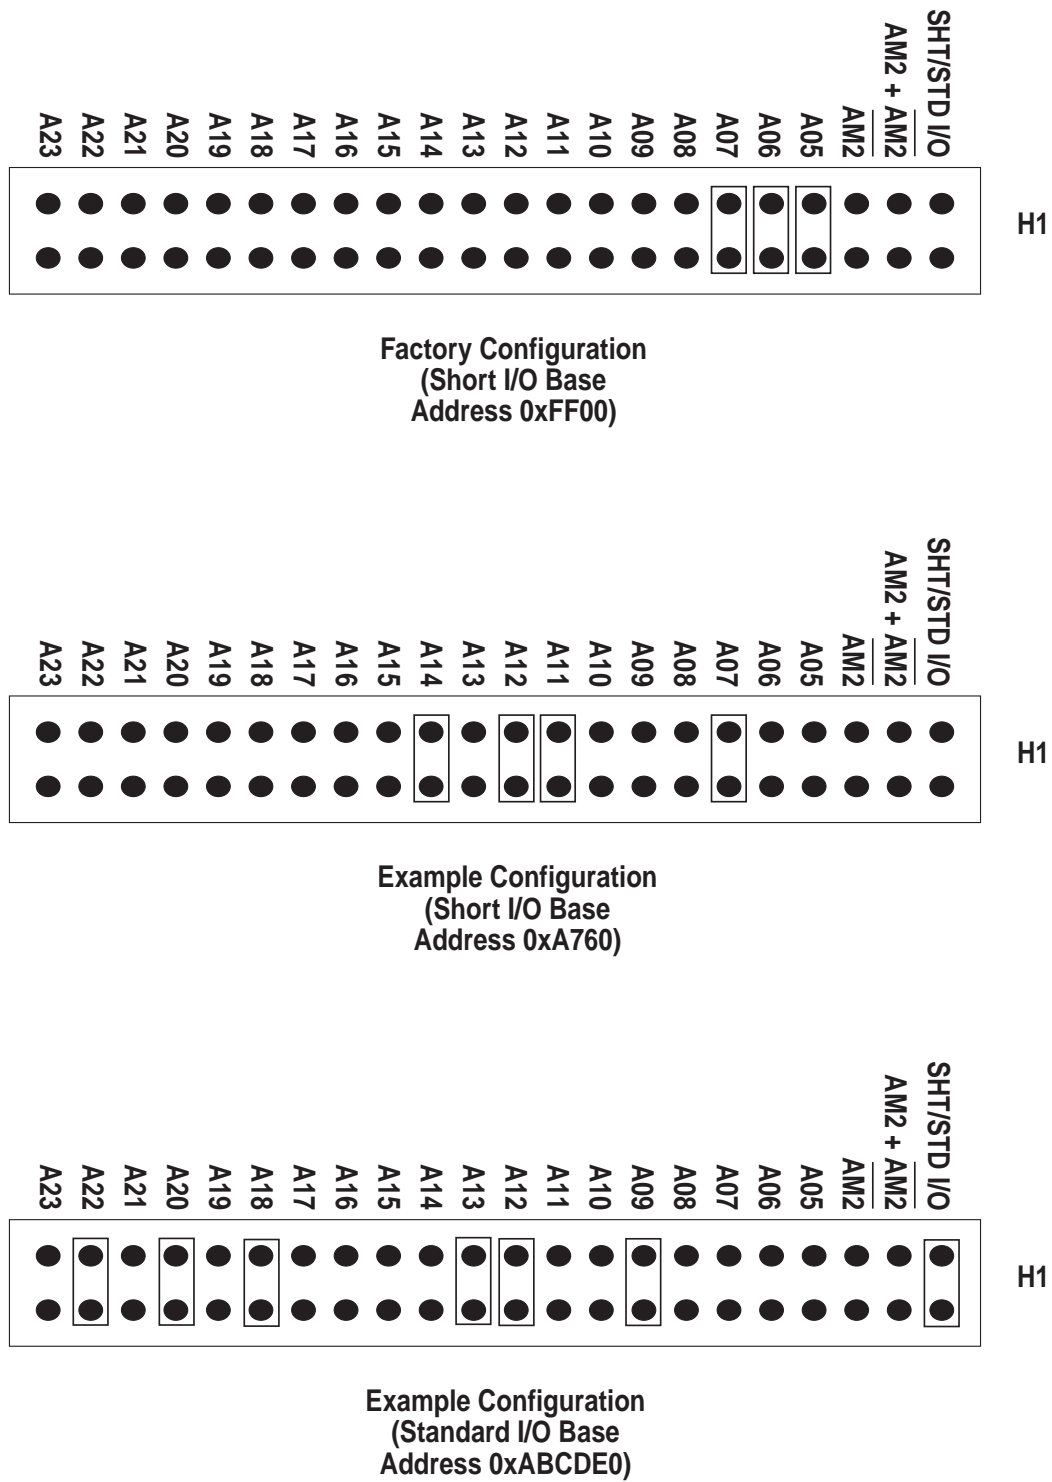 A23
A22
A21
A20
A19
A18
A17
A16
A15
A14
A13
A12
A11
A10
A09
A08
A07
A06
A05
AM2
AM2 + AM2
SHT/STD I/O
H1
Factory Configuration
(Short I/O Base
Address 0xFF00)
A23
A22
A21
A20
A19
A18
A17
A16
A15
A14
A13
A12
A11
A10
A09
A08
A07
A06
A05
AM2
AM2 + AM2
SHT/STD I/O
H1
Example Configuration
(Short I/O Base
Address 0xA760)
A23
A22
A21
A20
A19
A18
A17
A16
A15
A14
A13
A12
A11
A10
A09
A08
A07
A06
A05
AM2
AM2 + AM2
SHT/STD I/O
H1
Example Configuration
(Standard I/O Base
Address 0xABCDE0)